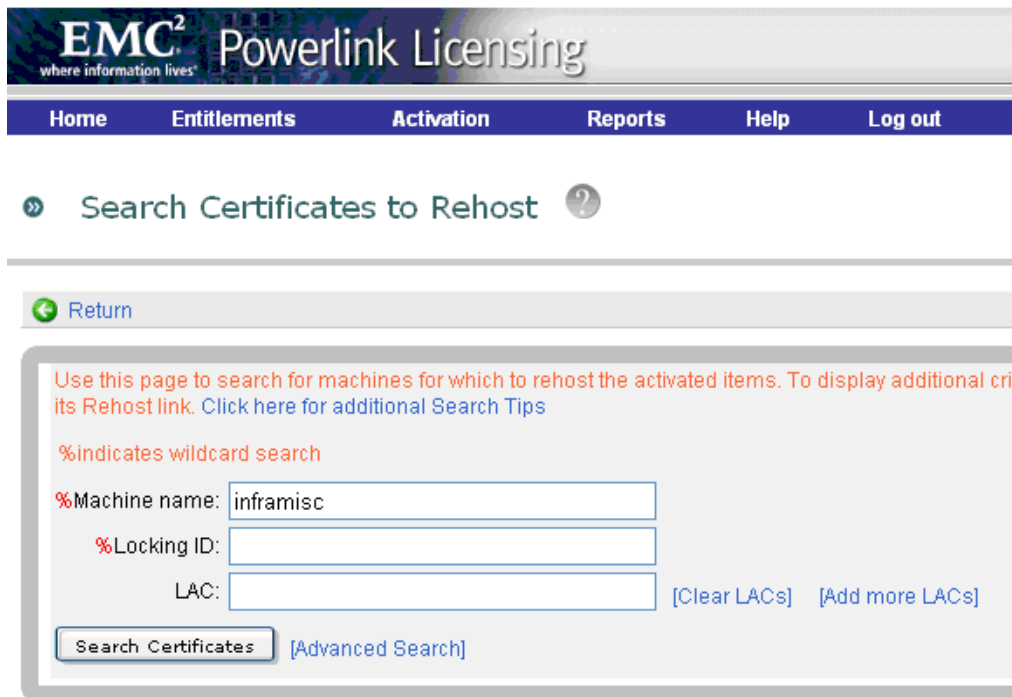 EMC² Powerlink Licensing
where information lives®
Home Entitlements Activation Reports Help Log out
Search Certificates to Rehost ?
Return
Use this page to search for machines for which to rehost the activated items. To display additional cri
its Rehost link. Click here for additional Search Tips
%indicates wildcard search
%Machine name: inframisc
%Locking ID:
LAC: [Clear LACs] [Add more LACs]
Search Certificates [Advanced Search]